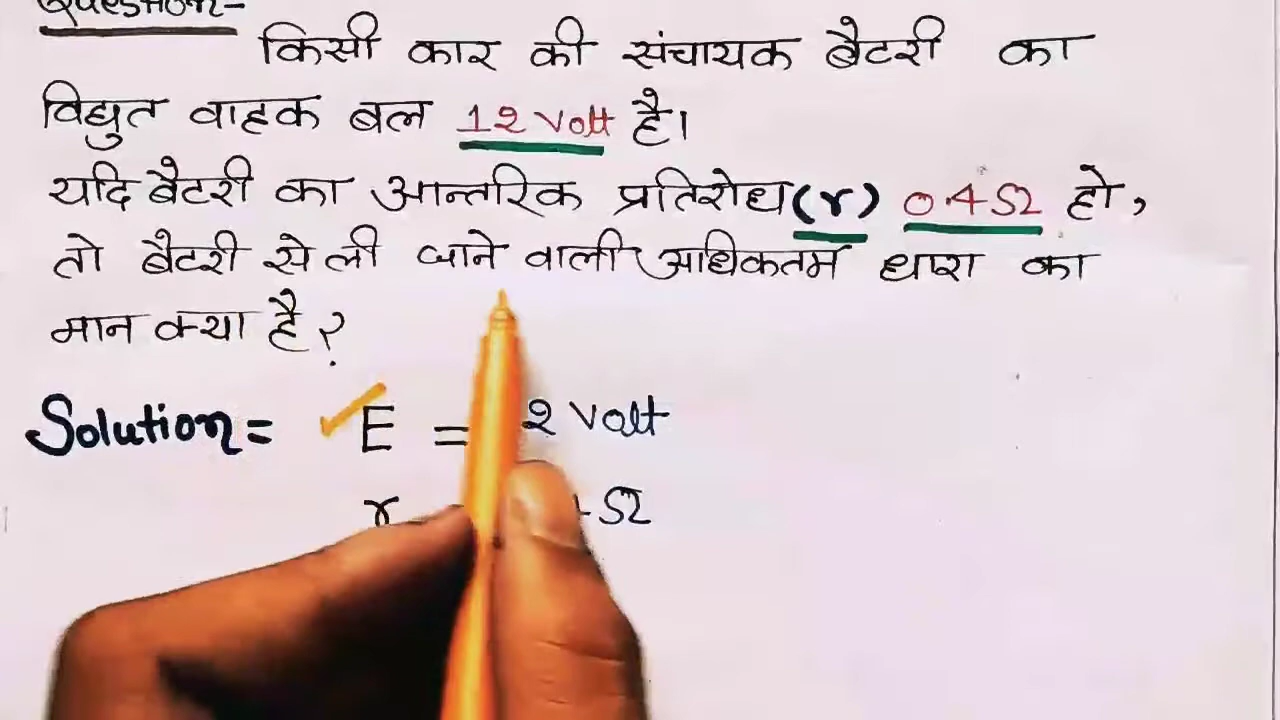 Question-
किसी कार की संचायक बैटरी का
विद्युत वाहक बल 12 Volt है।
यदि बैटरी का आन्तरिक प्रतिरोध (r) 0.4Ω हो,
तो बैटरी से ली जाने वाली अधिकतम धारा का
मान क्या है?
Solution= E = 2 Volt
r Ω